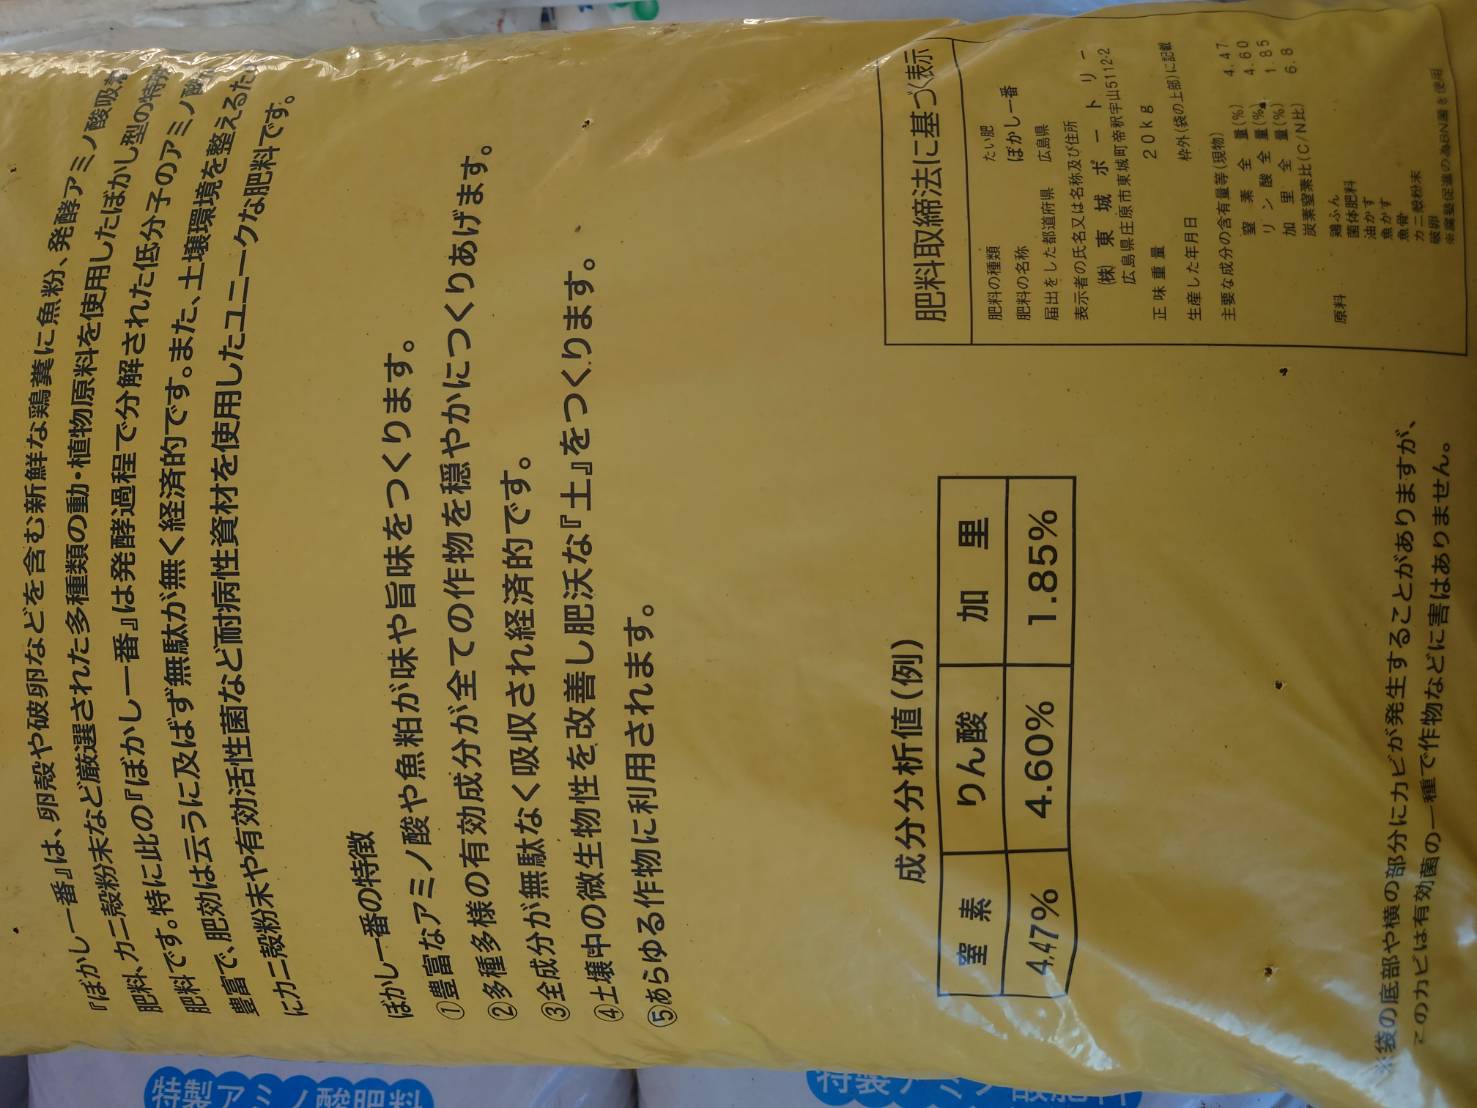 『ぼかし一番』は、卵殻や破卵などを含む新鮮な鶏糞に魚粉、発酵アミノ酸吸着
肥料、カニ殻粉末など厳選された多種類の動・植物原料を使用したぼかし型の特殊
肥料です。特に此の『ぼかし一番』は発酵過程で分解された低分子のアミノ酸
豊富で、肥効は云うに及ばず無駄が無く経済的です。また、土壌環境を整えるた
にカニ殻粉末や有効活性菌など耐病性資材を使用したユニークな肥料です。
ぼかし一番の特徴
①豊富なアミノ酸や魚粕が味や旨味をつくります。
②多種多様の有効成分が全ての作物を穏やかにつくりあげます。
③全成分が無駄なく吸収され経済的です。
④土壌中の微生物性を改善し肥沃な『土』をつくります。
⑤あらゆる作物に利用されます。
成分分析値(例)
窒素 りん酸 加里
4.47% 4.60% 1.85%
※袋の底部や横の部分にカビが発生することがありますが、
このカビは有効菌の一種で作物などに害はありません。
肥料取締法に基づく表示
肥料の種類 たい肥
肥料の名称 ぼかし一番
届出をした都道府県 広島県
表示者の氏名又は名称及び住所
(株)東城ポートリー
広島県庄原市東城町帝釈宇山5112-2
正味重量 20kg
生産した年月日 枠外(袋の上部)に記載
主要な成分の含有量等(現物)
窒素全量(%) 4.47
リン酸全量(%) 4.60
加里全量(%) 1.85
炭素窒素比(C/N比) 6.8
原料 鶏ふん
菌体肥料
油かす
魚かす
魚骨
カニ殻粉末
破卵
※腐熟促進の為BN菌を使用
特製アミノ酸肥料
特製アミノ酸肥料